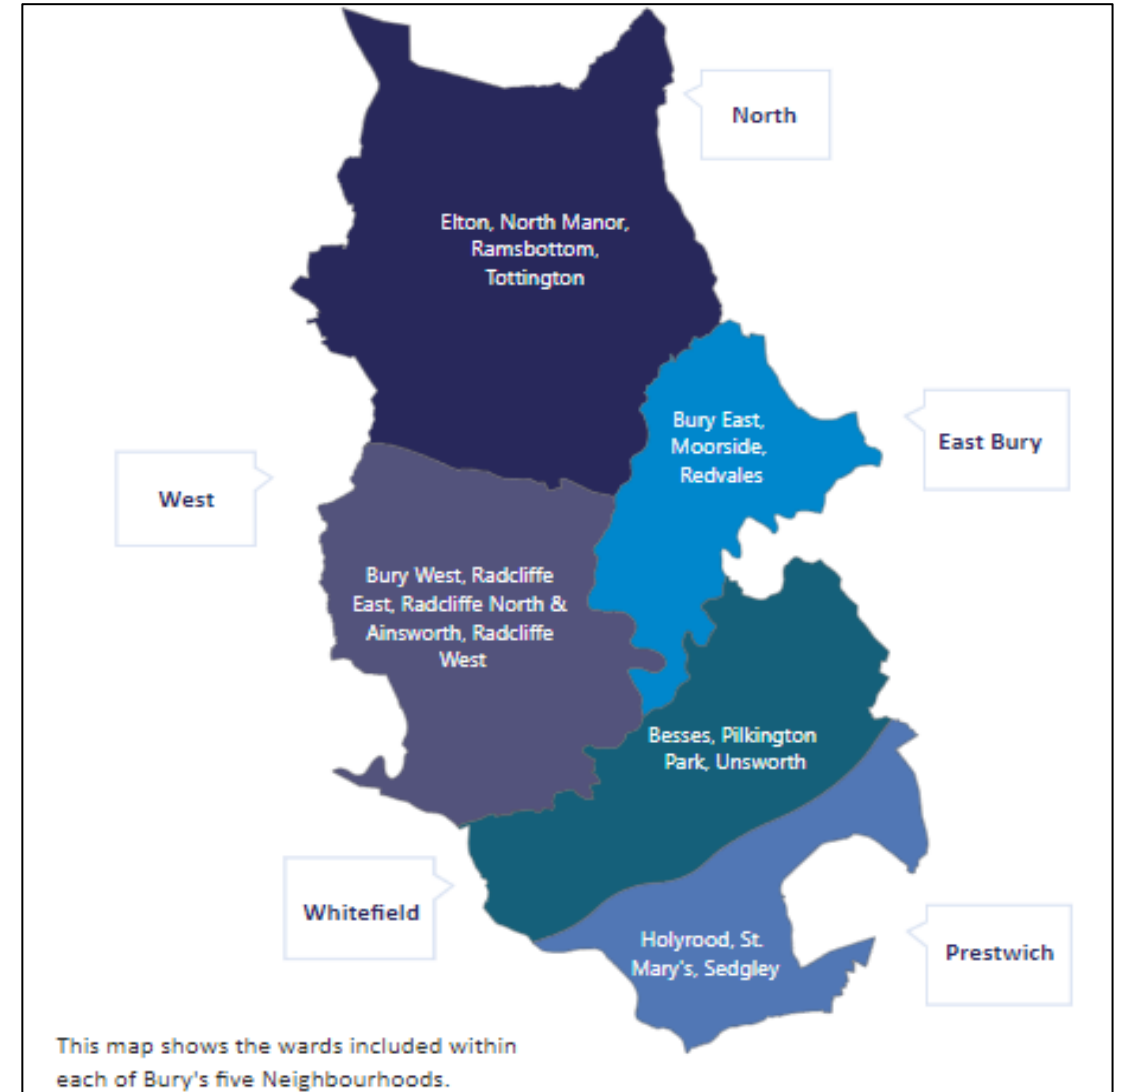 North
Elton, North Manor,
Ramsbottom,
Tottington
Bury East,
Moorside,
Redvales
East Bury
West
Bury West, Radcliffe
East, Radcliffe North &
Ainsworth, Radcliffe
West
Besses, Pilkington
Park, Unsworth
Whitefield
Holyrood, St.
Mary's, Sedgley
Prestwich
This map shows the wards included within
each of Bury's five Neighbourhoods.